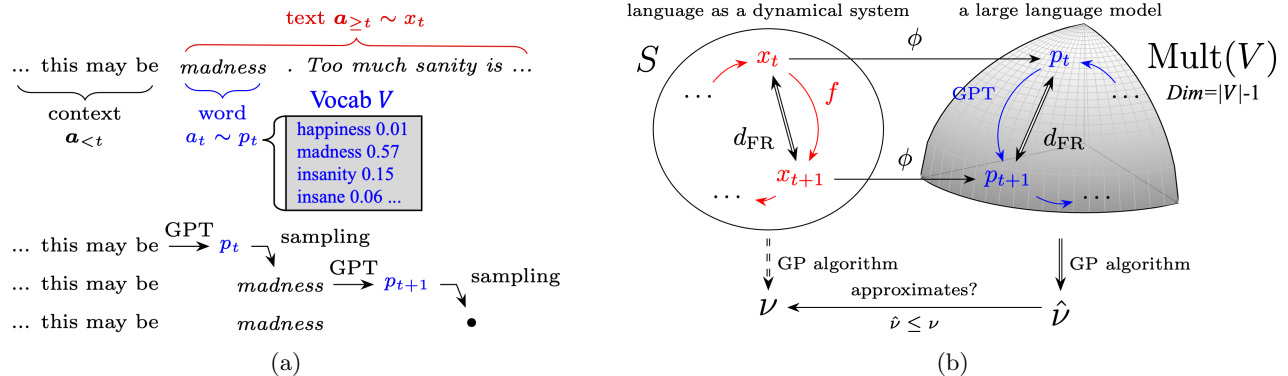 text a≥t ∼ xt
... this may be madness . Too much sanity is ...
context
a<t
word
at ∼ pt
Vocab V
happiness 0.01
madness 0.57
insanity 0.15
insane 0.06 ...
... this may be GPT pt sampling
... this may be madness GPT pt+1 sampling
... this may be madness •
(a)
language as a dynamical system
a large language model
S
xt
ϕ
pt
Mult(V)
Dim=|V|-1
...
f
GPT
...
dFR
dFR
xt+1
ϕ
pt+1
...
...
GP algorithm
GP algorithm
ν
approximates?
ν̂ ≤ ν
ν̂
(b)